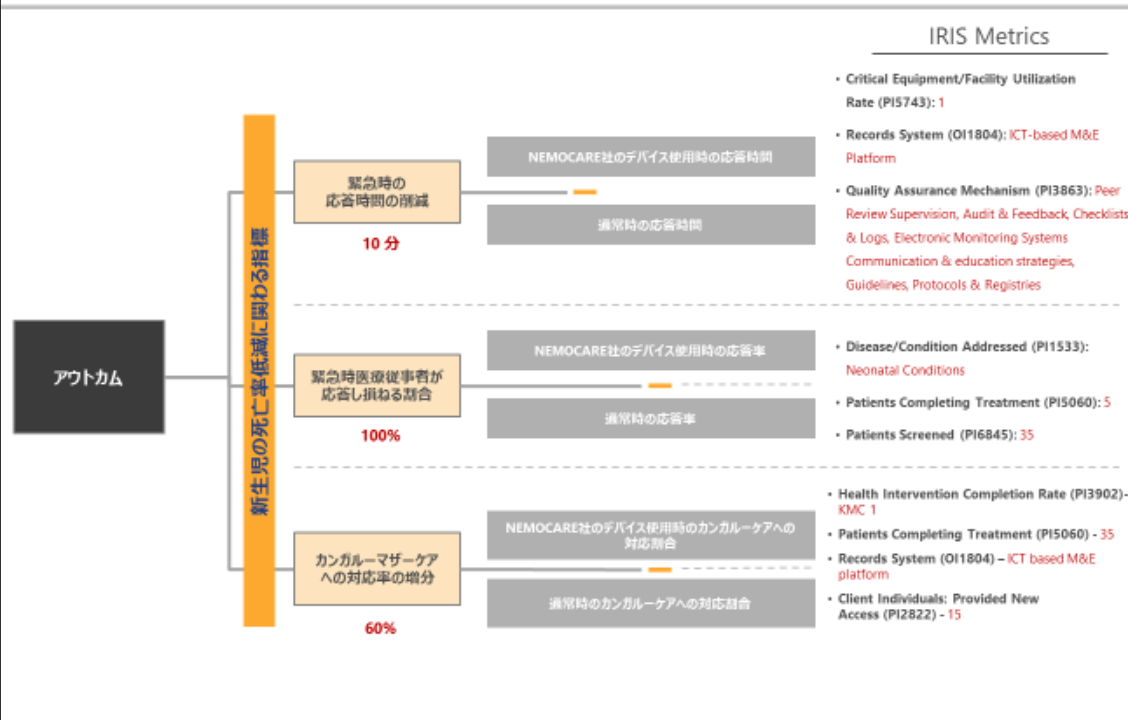 IRIS Metrics
アウトカム
新生児の死亡率低減に関わる指標
緊急時の
応答時間の削減
10 分
NEMOCARE社のデバイス使用時の応答時間
通常時の応答時間
• Critical Equipment/Facility Utilization
Rate (PI5743): 1
• Records System (OI1804): ICT-based M&E
Platform
• Quality Assurance Mechanism (PI3863): Peer
Review Supervision, Audit & Feedback, Checklists
& Logs, Electronic Monitoring Systems
Communication & education strategies,
Guidelines, Protocols & Registries
緊急時医療従事者が
応答し損ねる割合
100%
NEMOCARE社のデバイス使用時の応答率
通常時の応答率
• Disease/Condition Addressed (PI1533):
Neonatal Conditions
• Patients Completing Treatment (PI5060): 5
• Patients Screened (PI6845): 35
カンガルーマザーケア
への対応率の増分
60%
NEMOCARE社のデバイス使用時のカンガルーケアへの
対応割合
通常時のカンガルーケアへの対応割合
• Health Intervention Completion Rate (PI3902)-
KMC 1
• Patients Completing Treatment (PI5060) - 35
• Records System (OI1804) – ICT based M&E
platform
• Client Individuals: Provided New
Access (PI2822) - 15